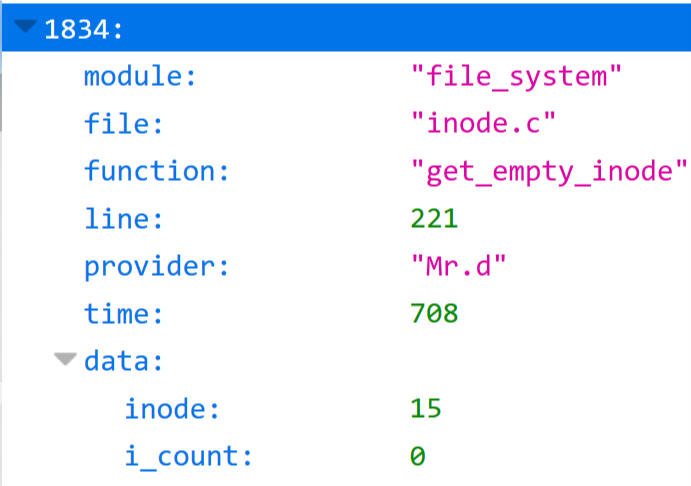 1834:
module: "file_system"
file: "inode.c"
function: "get_empty_inode"
line: 221
provider: "Mr.d"
time: 708
data:
inode: 15
i_count: 0